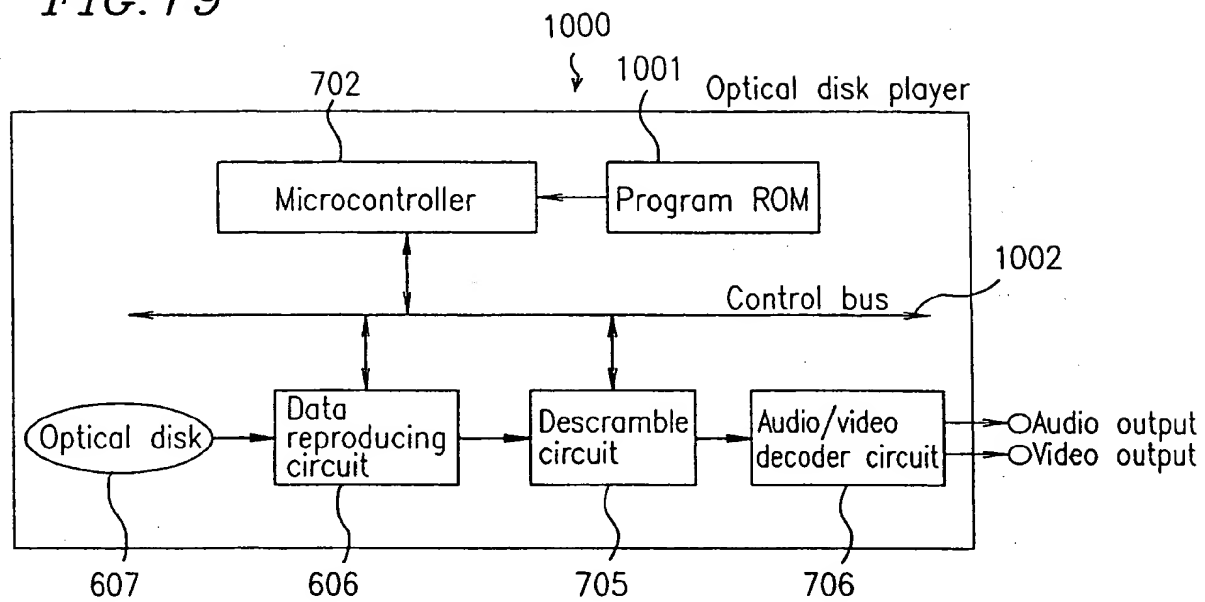 FIG. 19
1000
702
1001
Optical disk player
Microcontroller
Program ROM
1002
Control bus
Optical disk
Data
reproducing
circuit
Descramble
circuit
Audio/video
decoder circuit
Audio output
Video output
607
606
705
706